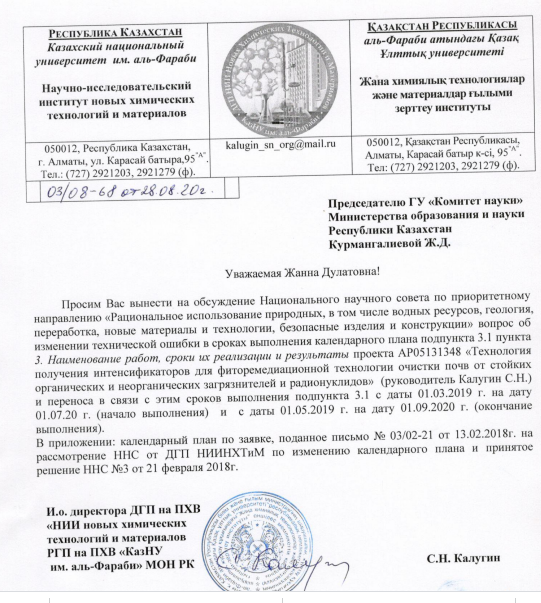 РЕСПУБЛИКА КАЗАХСТАН
Казахский национальный
университет им. аль-Фараби
Научно-исследовательский
институт новых химических
технологий и материалов
ҚАЗАҚСТАН РЕСПУБЛИКАСЫ
аль-Фараби атындағы Қазақ
Ұлттық университеті
Жаңа химиялық технологиялар
және материалдар ғылыми
зерттеу институты
050012, Республика Казахстан,
г. Алматы, ул. Карасай батыра,95"А".
Тел.: (727) 2921203, 2921279 (ф).
kalugin_sn_org@mail.ru
050012, Қазақстан Республикасы,
Алматы, Карасай батыр к-сі, 95"А".
Тел: (727) 2921203, 2921279 (ф).
03/08-68 от 28.08.20г.
Председателю ГУ «Комитет науки»
Министерства образования и науки
Республики Казахстан
Курмангалиевой Ж.Д.
Уважаемая Жанна Дулатовна!
Просим Вас вынести на обсуждение Национального научного совета по приоритетному
направлению «Рациональное использование природных, в том числе водных ресурсов, геология,
переработка, новые материалы и технологии, безопасные изделия и конструкции» вопрос об
изменении технической ошибки в сроках выполнения календарного плана подпункта 3.1 пункта
3. Наименование работ, сроки их реализации и результаты проекта АР05131348 «Технология
получения интенсификаторов для фиторемедиационной технологии очистки почв от стойких
органических и неорганических загрязнителей и радионуклидов» (руководитель Калугин С.Н.)
и переноса в связи с этим сроков выполнения подпункта 3.1 с даты 01.03.2019 г. на дату
01.07.20 г. (начало выполнения) и с даты 01.05.2019 г. на дату 01.09.2020 г. (окончание
выполнения).
В приложении: календарный план по заявке, поданное письмо № 03/02-21 от 13.02.2018г. на
рассмотрение ННС от ДГП НИИНХТиМ по изменению календарного плана и принятое
решение ННС №3 от 21 февраля 2018г.
И.о. директора ДГП на ПХВ
«НИИ новых химических
технологий и материалов
РГП на ПХВ «КазНУ
им. аль-Фараби» МОН РК
С.Н. Калугин